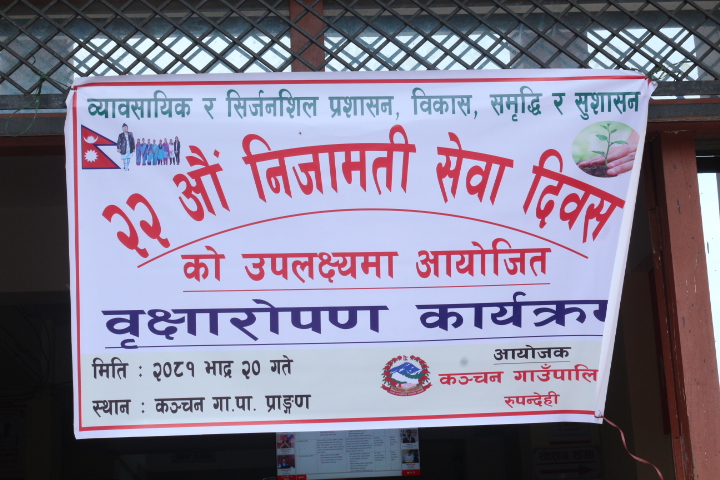 व्यावसायिक र सिर्जनशिल प्रशासन, विकास, समृद्धि र सुशासन
२२ औं निजामती सेवा दिवस
को उपलक्ष्यमा आयोजित
वृक्षारोपण कार्यक्रम
मिति : २०८१ भाद्र २० गते
स्थान : कञ्चन गा.पा. प्राङ्गण
आयोजक
कञ्चन गाउँपालि
रुपन्देही